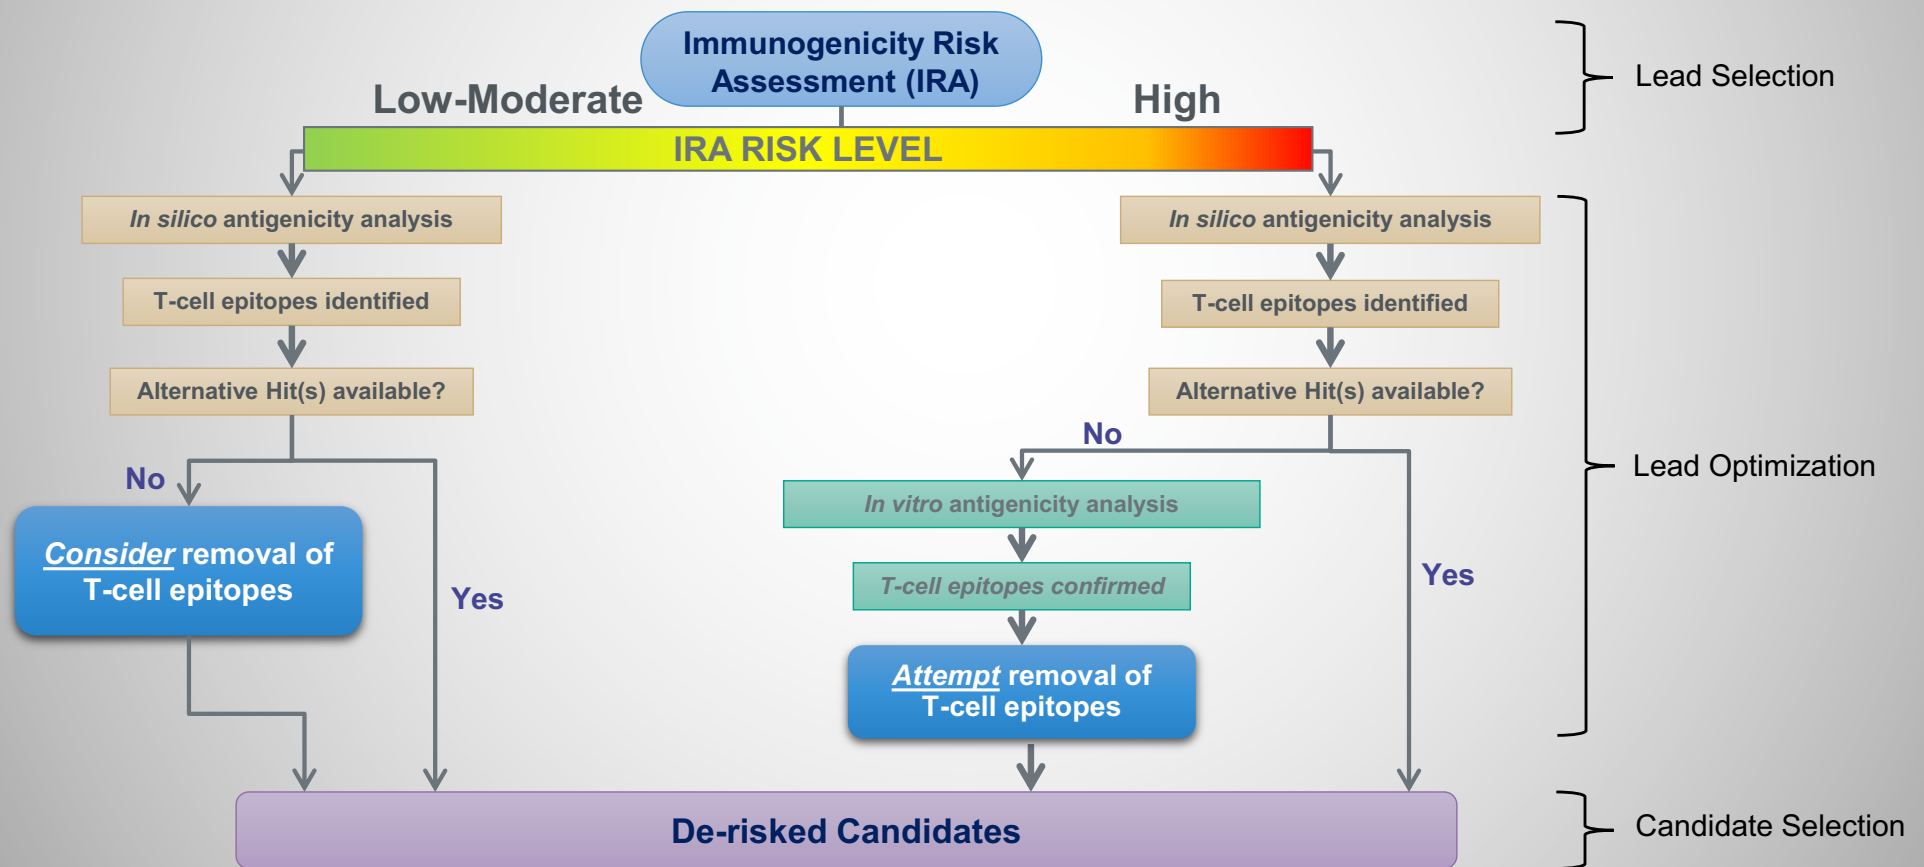 Immunogenicity Risk
Assessment (IRA)
Low-Moderate
High
IRA RISK LEVEL
Lead Selection
In silico antigenicity analysis
T-cell epitopes identified
Alternative Hit(s) available?
No
Yes
Consider removal of
T-cell epitopes
In silico antigenicity analysis
T-cell epitopes identified
Alternative Hit(s) available?
No
Yes
In vitro antigenicity analysis
T-cell epitopes confirmed
Attempt removal of
T-cell epitopes
Lead Optimization
De-risked Candidates
Candidate Selection